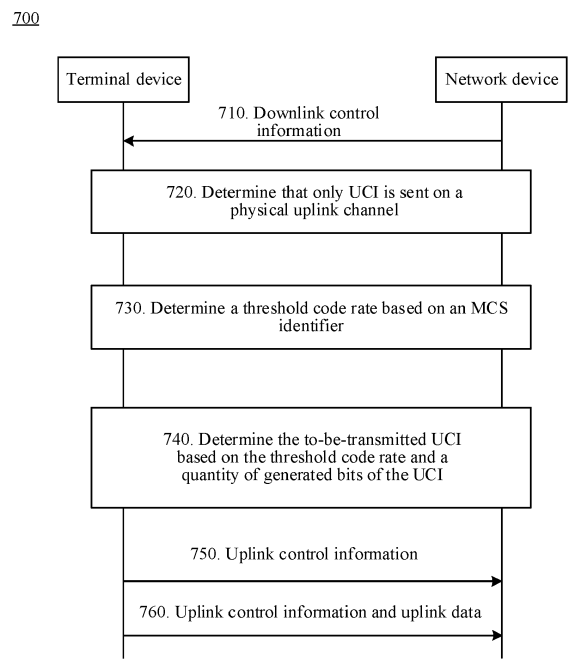 700
Terminal device
Network device
710. Downlink control
information
720. Determine that only UCI is sent on a
physical uplink channel
730. Determine a threshold code rate based on an MCS
identifier
740. Determine the to-be-transmitted UCI
based on the threshold code rate and a
quantity of generated bits of the UCI
750. Uplink control information
760. Uplink control information and uplink data